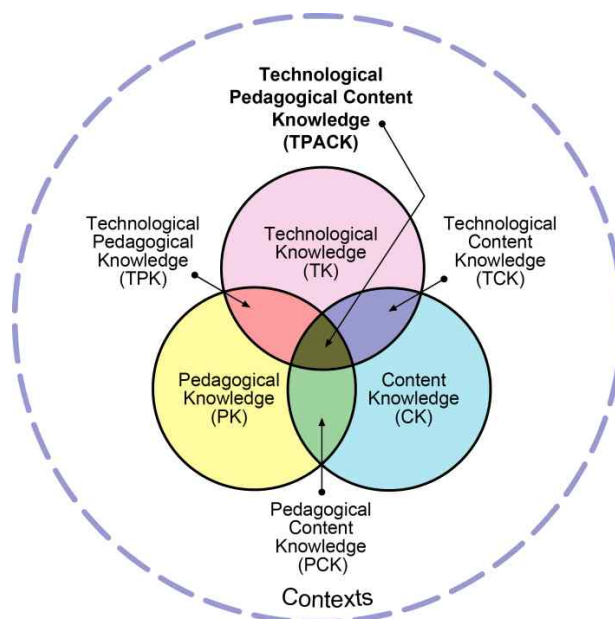 Technological
Pedagogical Content
Knowledge
(TPACK)
Technological
Pedagogical
Knowledge
(TPK)
Technological
Knowledge
(TK)
Technological
Content
Knowledge
(TCK)
Pedagogical
Knowledge
(PK)
Content
Knowledge
(CK)
Pedagogical
Content
Knowledge
(PCK)
Contexts